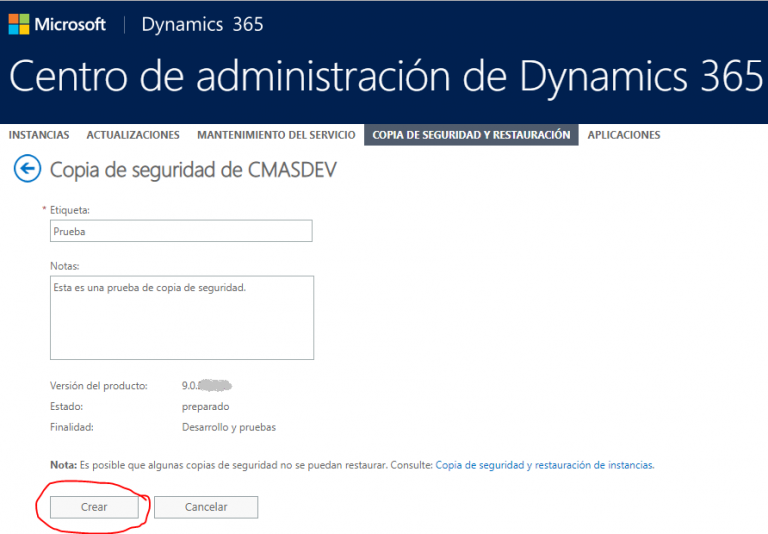 Microsoft | Dynamics 365
Centro de administración de Dynamics 365
INSTANCIAS ACTUALIZACIONES MANTENIMIENTO DEL SERVICIO COPIA DE SEGURIDAD Y RESTAURACIÓN APLICACIONES
Copia de seguridad de CMASDEV
* Etiqueta:
Prueba
Notas:
Esta es una prueba de copia de seguridad.
Versión del producto: 9.0.
Estado: preparado
Finalidad: Desarrollo y pruebas
Nota: Es posible que algunas copias de seguridad no se puedan restaurar. Consulte: Copia de seguridad y restauración de instancias.
Crear Cancelar